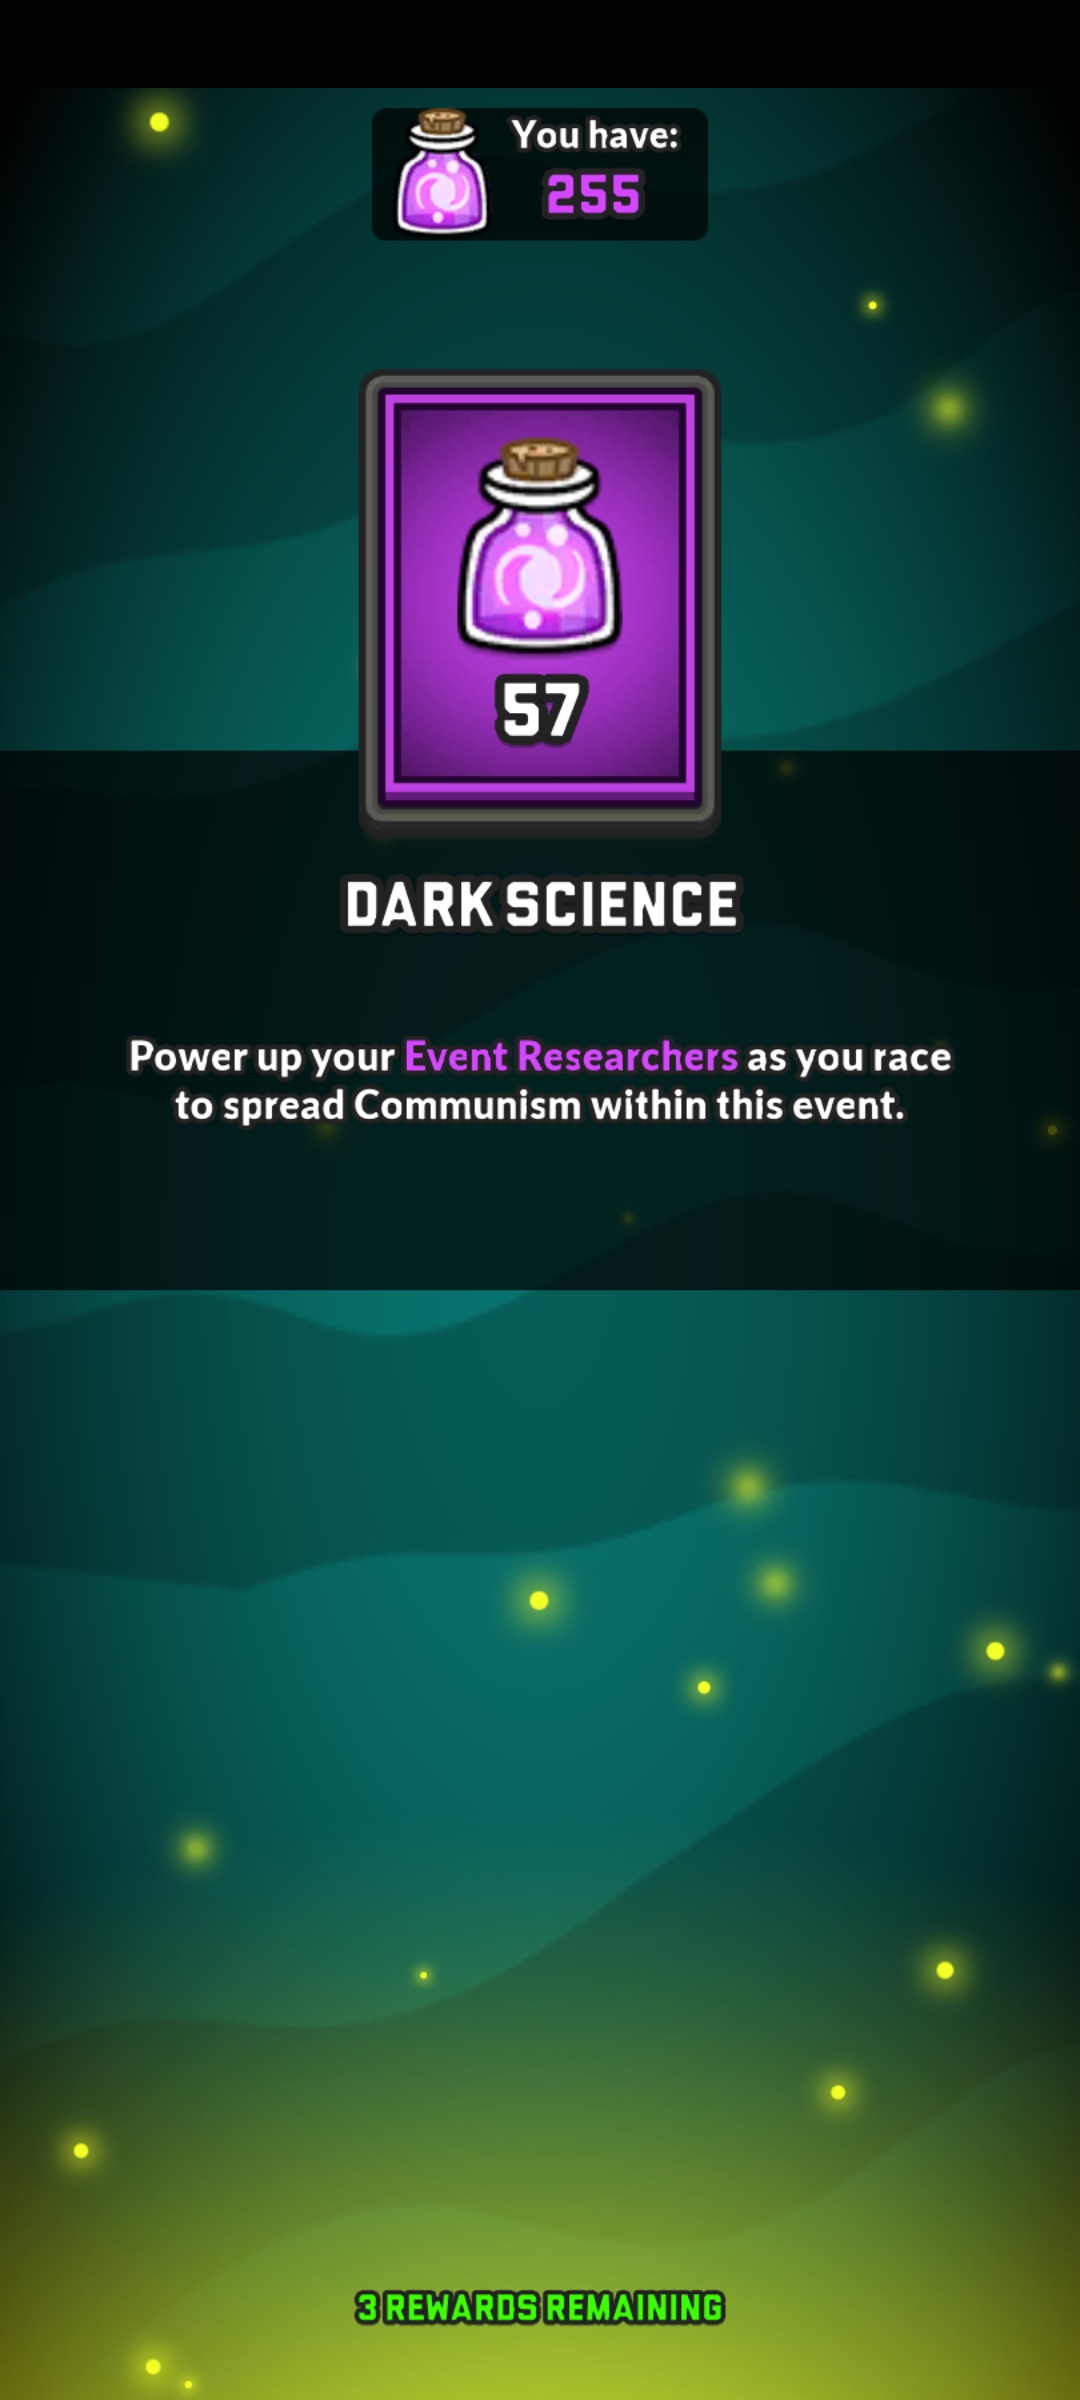 You have:
255
57
DARK SCIENCE
Power up your Event Researchers as you race
to spread Communism within this event.
3 REWARDS REMAINING